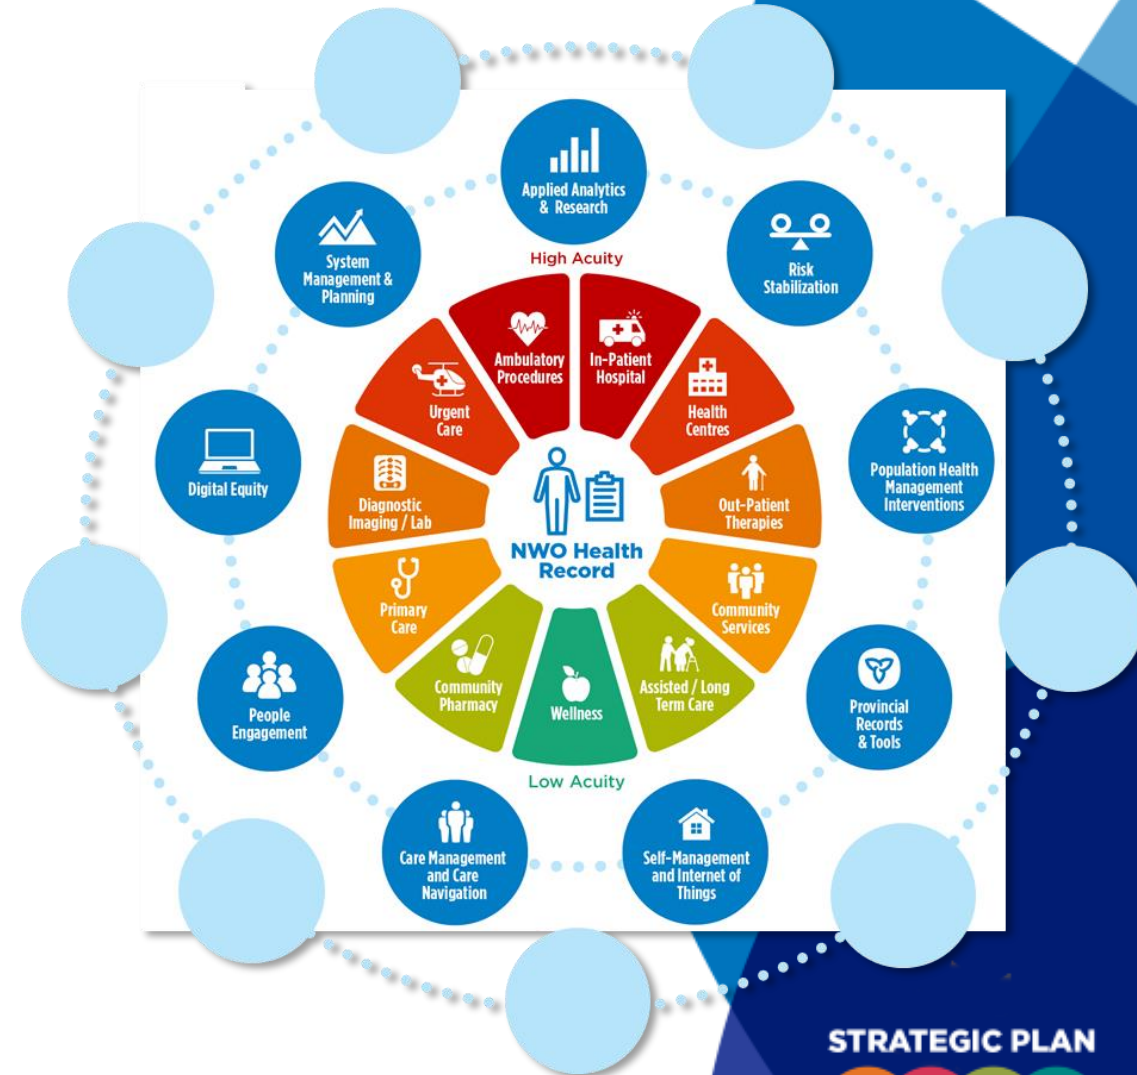 Applied Analytics
& Research
System
Management &
Planning
Risk
Stabilization
High Acuity
Ambulatory
Procedures
In-Patient
Hospital
Urgent
Care
Health
Centres
Digital Equity
Population Health
Management
Interventions
Diagnostic
Imaging / Lab
Out-Patient
Therapies
NWO Health
Record
Primary
Care
Community
Services
Community
Pharmacy
Wellness
Assisted / Long
Term Care
People
Engagement
Provincial
Records
& Tools
Low Acuity
Care Management
and Care
Navigation
Self-Management
and Internet of
Things
STRATEGIC PLAN